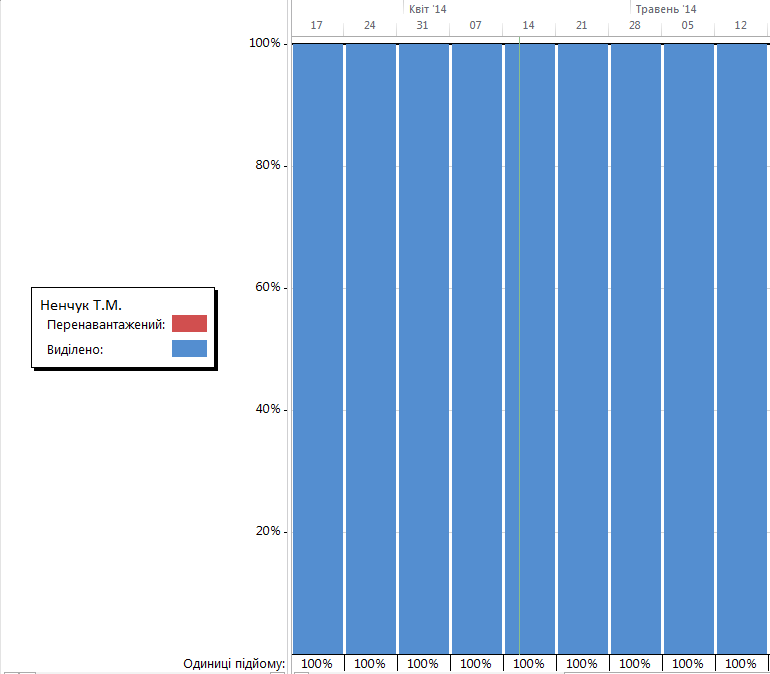 Квіт '14 Травень '14
17 24 31 07 14 21 28 05 12
100%
80%
60%
Ненчук Т.М.
Перенавантажений:
Виділено:
40%
20%
Одиниці підйому: 100% 100% 100% 100% 100% 100% 100% 100% 100%